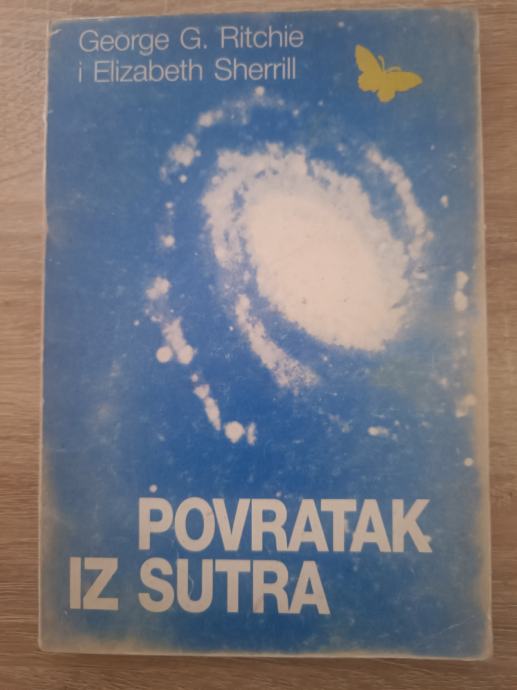 George G. Ritchie
i Elizabeth Sherrill
POVRATAK
IZ SUTRA